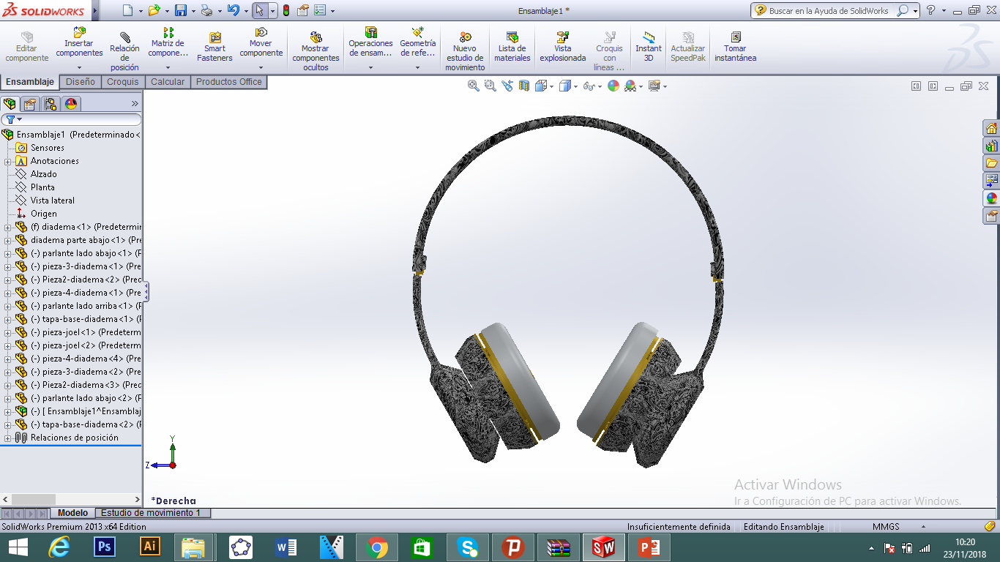 SOLIDWORKS
Ensamblaje1 *
Buscar en la Ayuda de SolidWorks
Editar componente
Insertar componentes
Relación de posición
Matriz de compone...
Smart Fasteners
Mover componente
Mostrar componentes ocultos
Operaciones de ensam...
Geometría de refe...
Nuevo estudio de movimiento
Lista de materiales
Vista explosionada
Croquis con líneas ...
Instant 3D
Actualizar SpeedPak
Tomar instantánea
Ensamblaje
Diseño
Croquis
Calcular
Productos Office
Ensamblaje1 (Predeterminado<
Sensores
Anotaciones
Alzado
Planta
Vista lateral
Origen
(f) diadema<1> (Predetermi
diadema parte abajo<1> (Pre
(-) parlante lado abajo<1> (F
(-) pieza-3-diadema<1> (Pred
(-) Pieza2-diadema<2> (Prec
(-) pieza-4-diadema<1> (Pre
(-) parlante lado arriba<1> (F
(-) tapa-base-diadema<1> (F
(-) pieza-joel<1> (Predeterm
(-) pieza-joel<2> (Predeterm
(-) pieza-4-diadema<4> (Pre
(-) pieza-3-diadema<2> (Prec
(-) Pieza2-diadema<3> (Prec
(-) parlante lado abajo<2> (F
(-) [ Ensamblaje1^Ensamblaj
(-) tapa-base-diadema<2> (F
Relaciones de posición
Y
Z
*Derecha
Activar Windows
Ir a Configuración de PC para activar Windows.
Modelo
Estudio de movimiento 1
SolidWorks Premium 2013 x64 Edition
Insuficientemente definida
Editando Ensamblaje
MMGS
Ps
Ai
10:20
23/11/2018